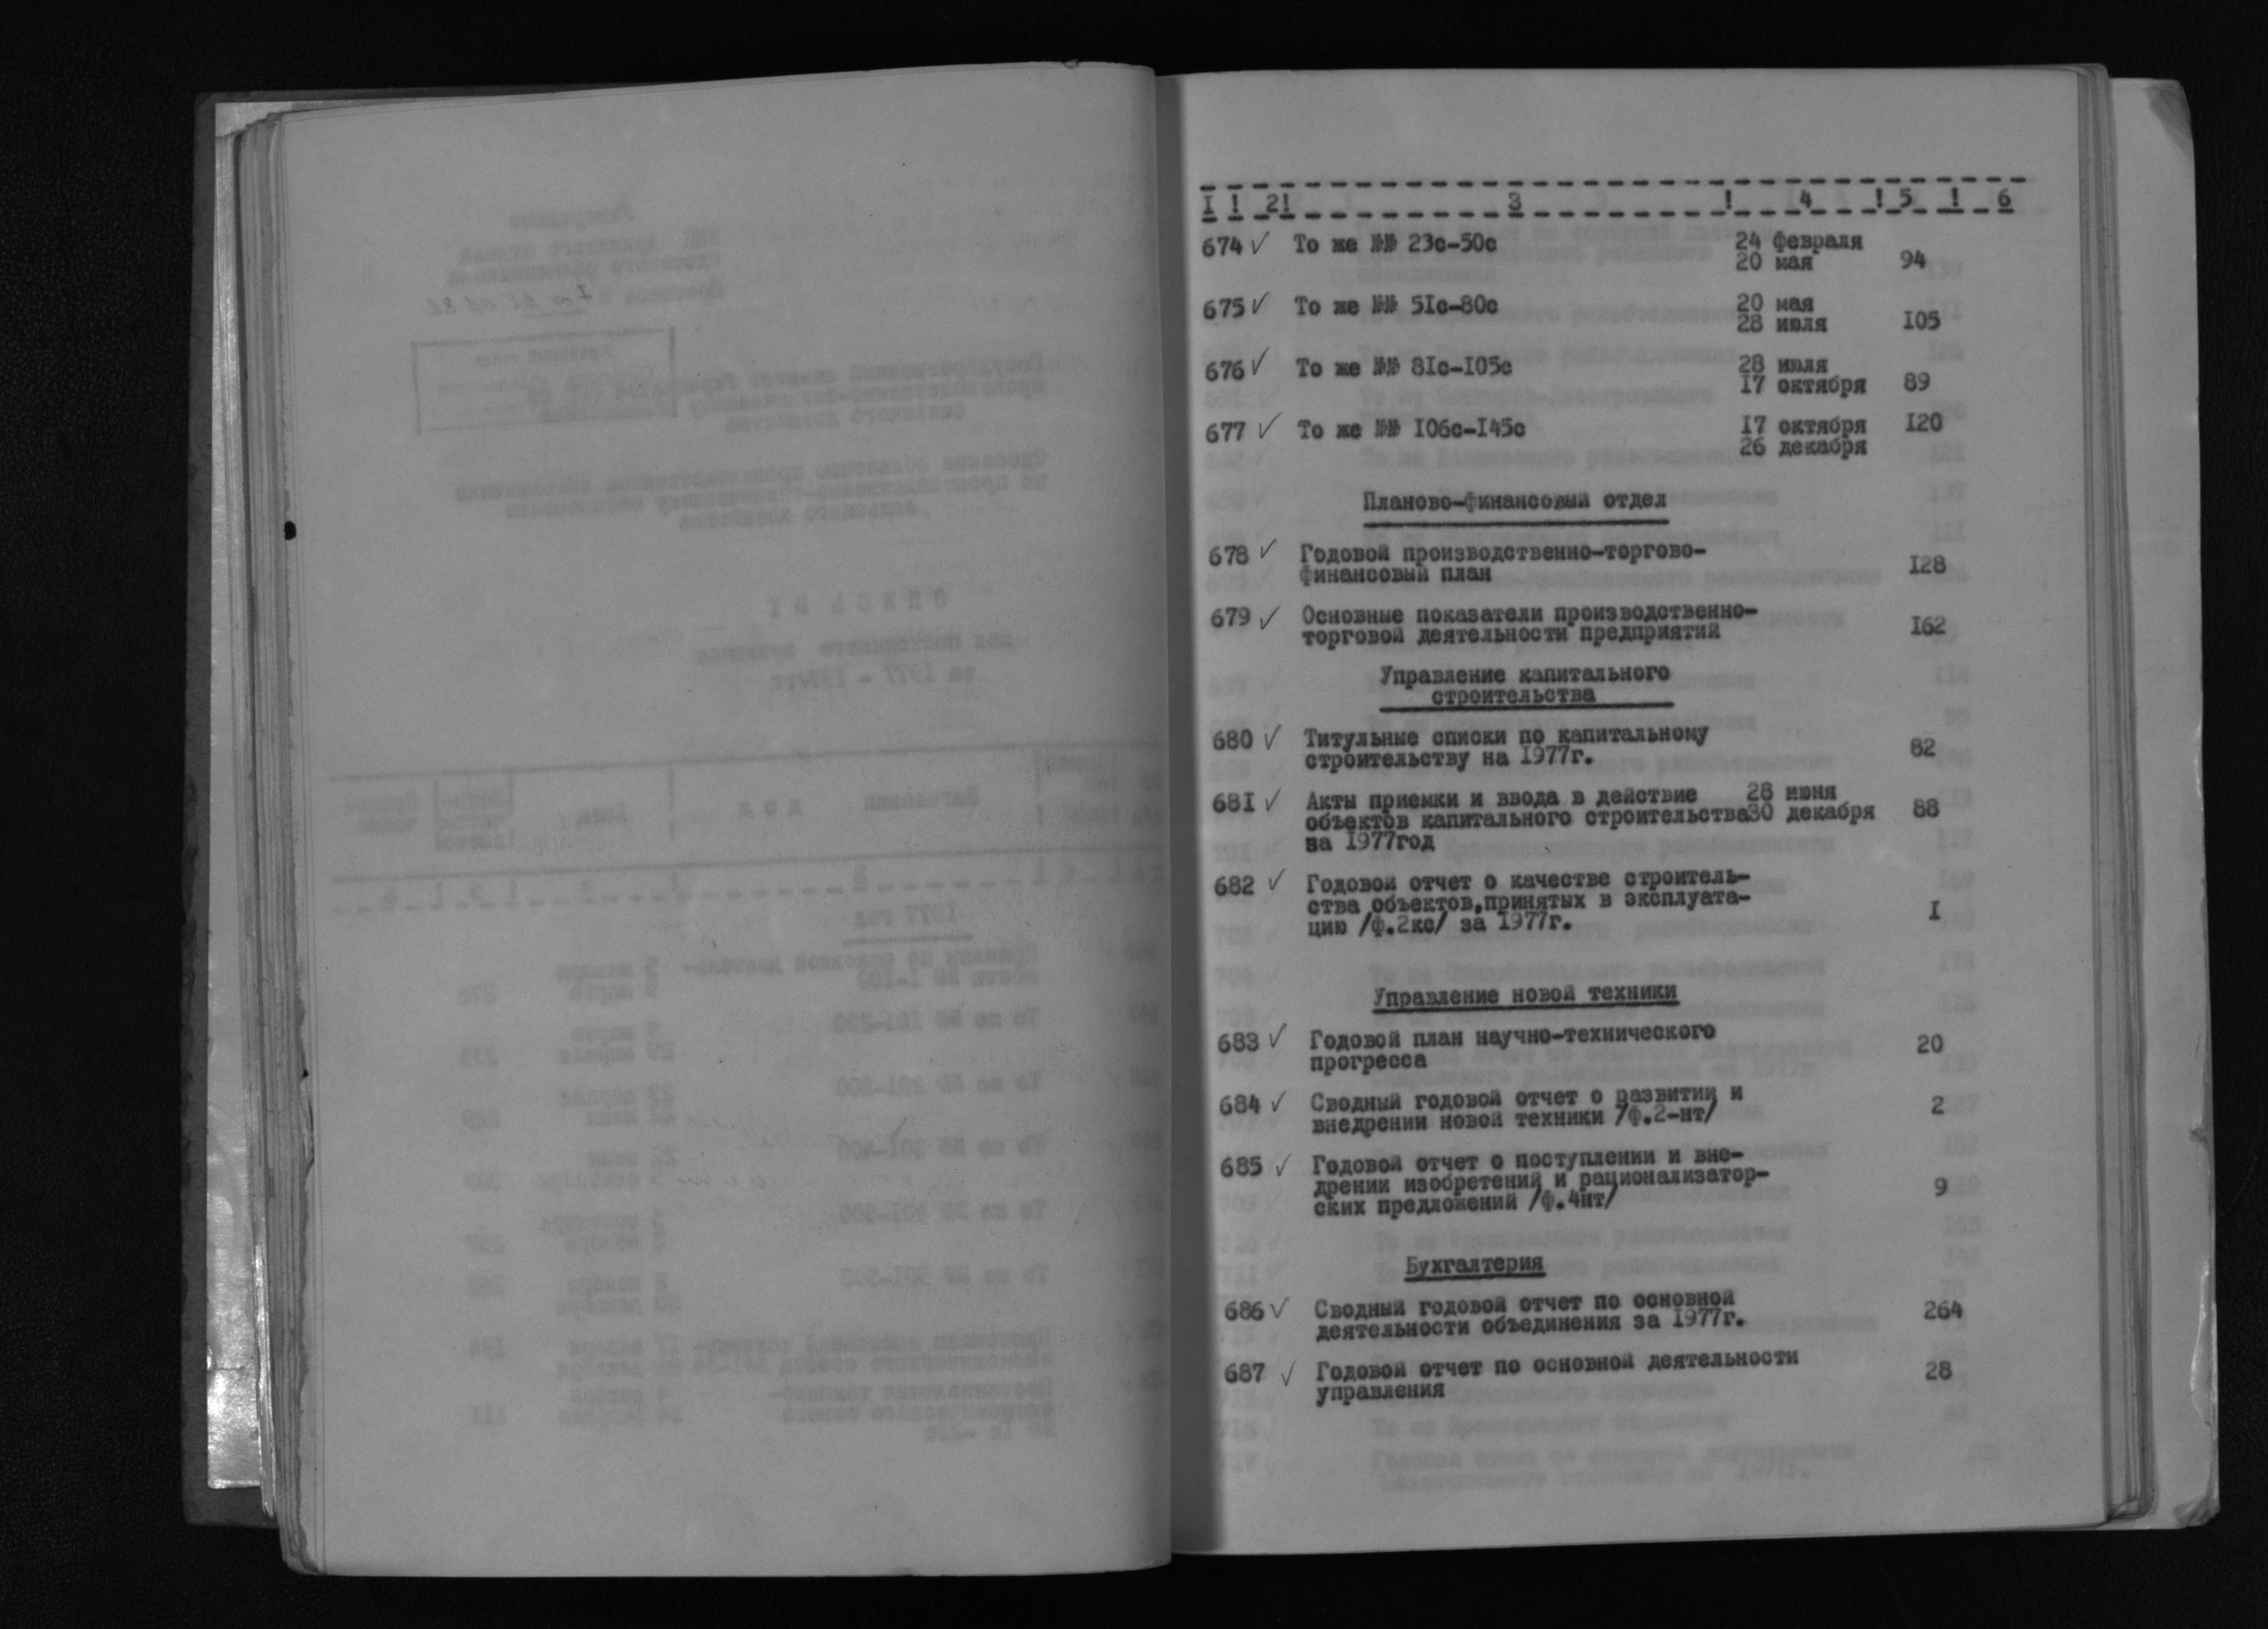 I ! 2! 3 ! 4 ! 5 ! 6
674 ✓ То же №№ 23с-50с 24 февраля
20 мая 94
675 ✓ То же №№ 5Iс-80с 20 мая
28 июля I05
676 ✓ То же №№ 8Iс-I05с 28 июля
I7 октября 89
677 ✓ То же №№ I06с-I45с I7 октября I20
26 декабря
Планово-финансовый отдел
678 ✓ Годовой производственно-торгово-
финансовый план I28
679 ✓ Основные показатели производственно-
торговой деятельности предприятий I62
Управление капитального
строительства
680 ✓ Титульные списки по капитальному
строительству на I977г. 82
68I ✓ Акты приемки и ввода в действие 28 июня
объектов капитального строительства30 декабря 88
за I977год
682 ✓ Годовой отчет о качестве строитель-
ства объектов,принятых в эксплуата-
цию /ф.2кс/ за I977г. I
Управление новой техники
683 ✓ Годовой план научно-технического
прогресса 20
684 ✓ Сводный годовой отчет о развитии и
внедрении новой техники /ф.2-нт/ 2
685 ✓ Годовой отчет о поступлении и вне-
дрении изобретений и рационализатор-
ских предложений /ф.4нт/ 9
Бухгалтерия
686 ✓ Сводный годовой отчет по основной
деятельности объединения за I977г. 264
687 ✓ Годовой отчет по основной деятельности
управления 28